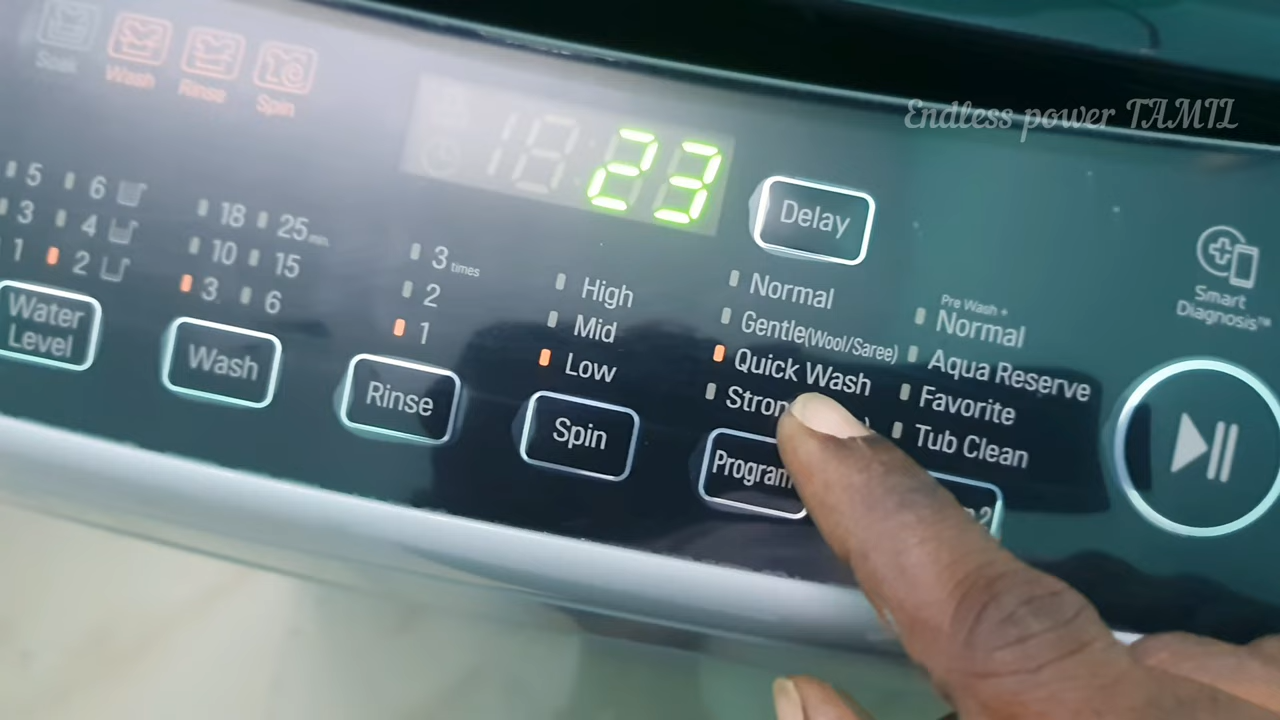 Endless power TAMIL
Soak
Wash
Rinse
Spin
18:23
Delay
Smart
Diagnosis™
5 6
3 4
1 2
Water
Level
18 25 min.
10 15
3 6
Wash
3 times
2
1
Rinse
High
Mid
Low
Spin
Normal
Gentle(Wool/Saree)
Quick Wash
Program
Pre Wash +
Normal
Aqua Reserve
Favorite
Tub Clean